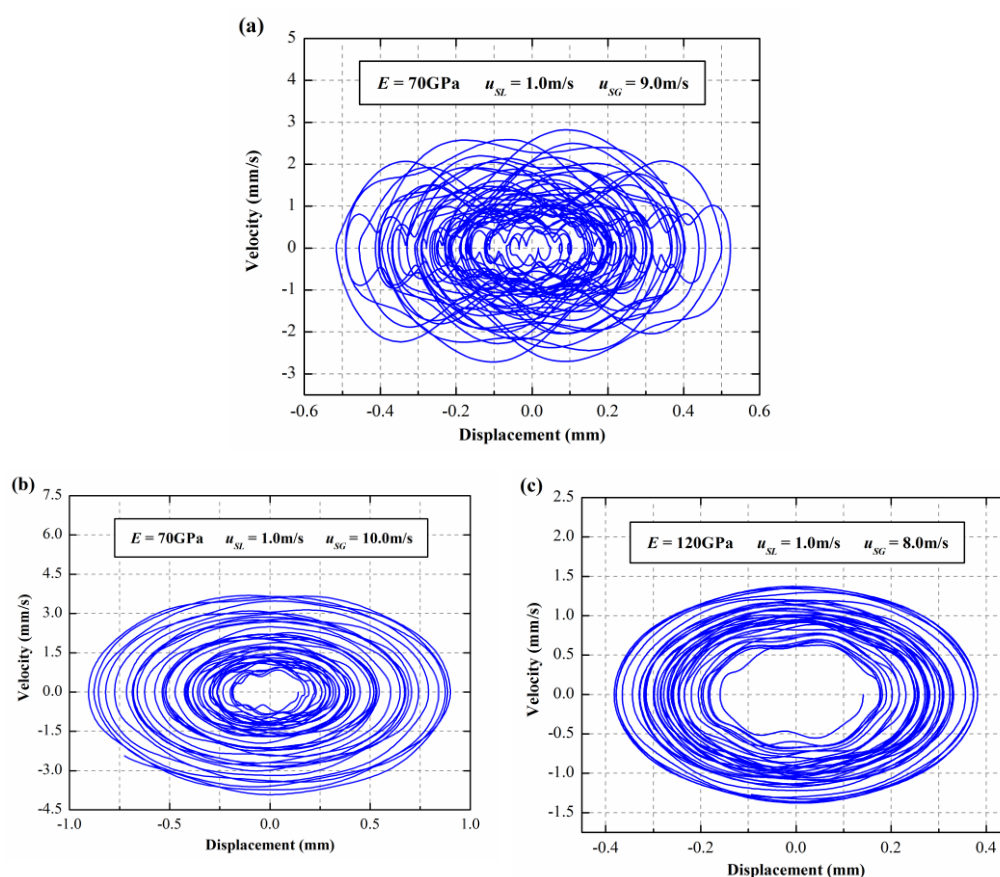 (a)
5
4
3
2
1
0
-1
-2
-3
E = 70GPa u_SL = 1.0m/s u_SG = 9.0m/s
Velocity (mm/s)
-0.6 -0.4 -0.2 0.0 0.2 0.4 0.6
Displacement (mm)
(b)
7.5
6.0
4.5
3.0
1.5
0.0
-1.5
-3.0
-4.5
E = 70GPa u_SL = 1.0m/s u_SG = 10.0m/s
Velocity (mm/s)
-1.0 -0.5 0.0 0.5 1.0
Displacement (mm)
(c)
2.5
2.0
1.5
1.0
0.5
0.0
-0.5
-1.0
-1.5
E = 120GPa u_SL = 1.0m/s u_SG = 8.0m/s
Velocity (mm/s)
-0.4 -0.2 0.0 0.2 0.4
Displacement (mm)